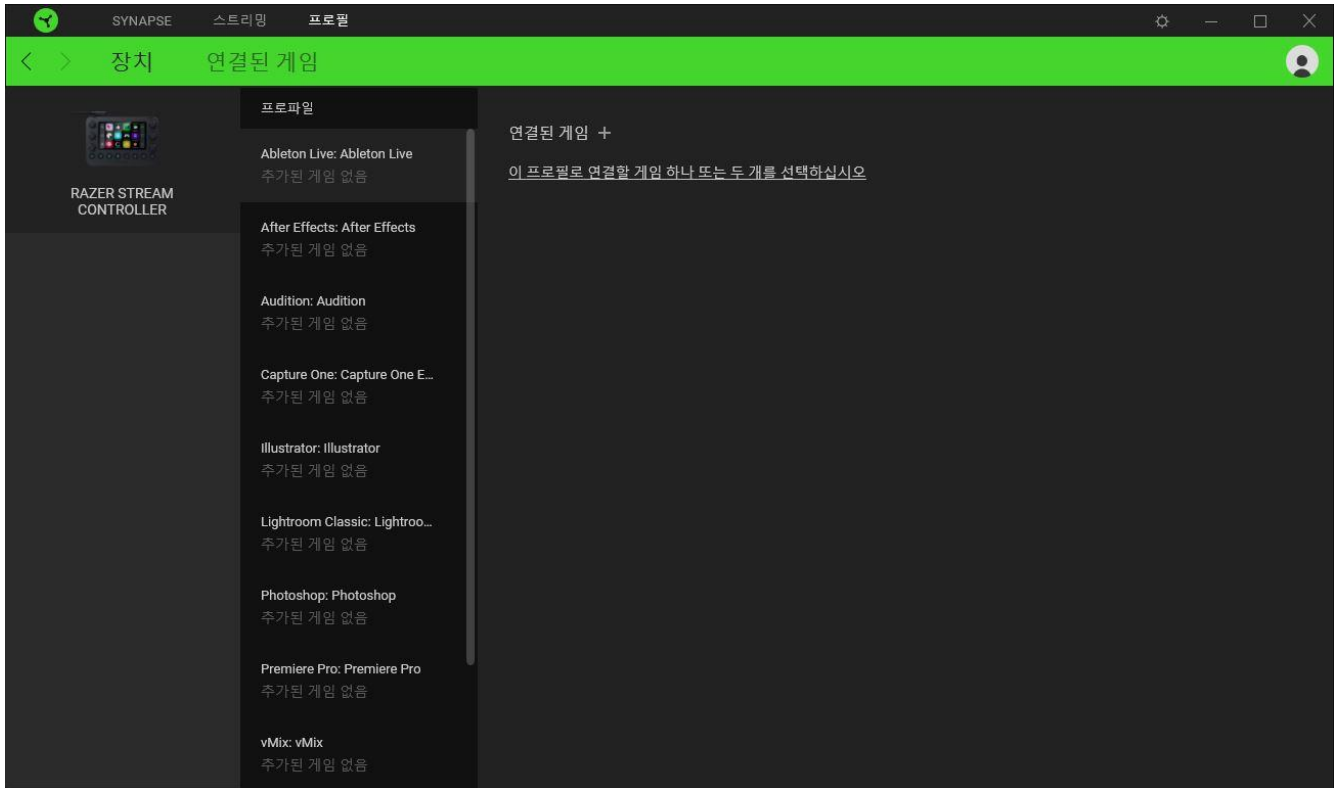 SYNAPSE 스트리밍 프로필
장치 연결된 게임
RAZER STREAM
CONTROLLER
프로파일
Ableton Live: Ableton Live
추가된 게임 없음
After Effects: After Effects
추가된 게임 없음
Audition: Audition
추가된 게임 없음
Capture One: Capture One E...
추가된 게임 없음
Illustrator: Illustrator
추가된 게임 없음
Lightroom Classic: Lightroo...
추가된 게임 없음
Photoshop: Photoshop
추가된 게임 없음
Premiere Pro: Premiere Pro
추가된 게임 없음
vMix: vMix
추가된 게임 없음
연결된 게임 +
이 프로필로 연결할 게임 하나 또는 두 개를 선택하십시오